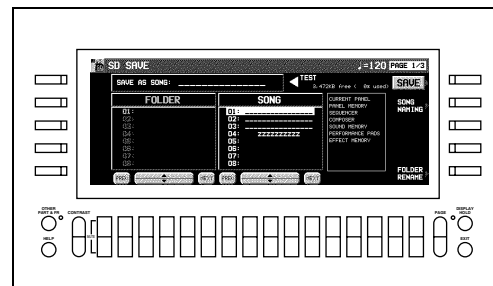 SD SAVE ♩=120 PAGE 1/3
SAVE AS SONG:
TEST
2.472KB free ( 0% used)
SAVE
FOLDER
01:
02:
03:
04:
05:
06:
07:
08:
SONG
01:
02:
03:
04: ZZZZZZZZZZ
05:
06:
07:
08:
CURRENT PANEL
PANEL MEMORY
SEQUENCER
COMPOSER
SOUND MEMORY
PERFORMANCE PADS
EFFECT MEMORY
SONG
NAMING
FOLDER
RENAME
PREV NEXT PREV NEXT
OTHER
PART & FR
CONTRAST
HELP
MUTE
PAGE
DISPLAY
HOLD
EXIT